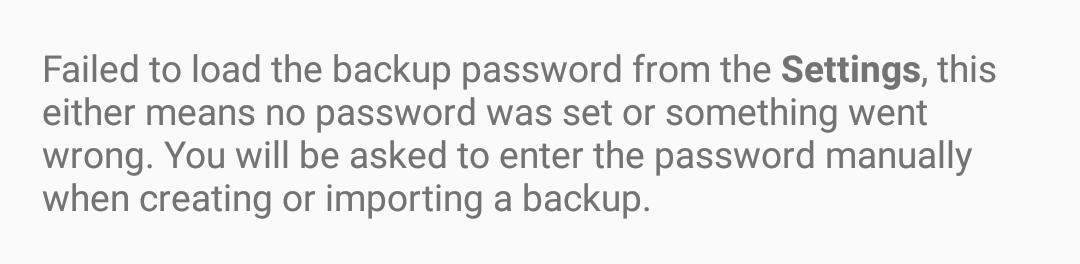 Failed to load the backup password from the Settings, this
either means no password was set or something went
wrong. You will be asked to enter the password manually
when creating or importing a backup.